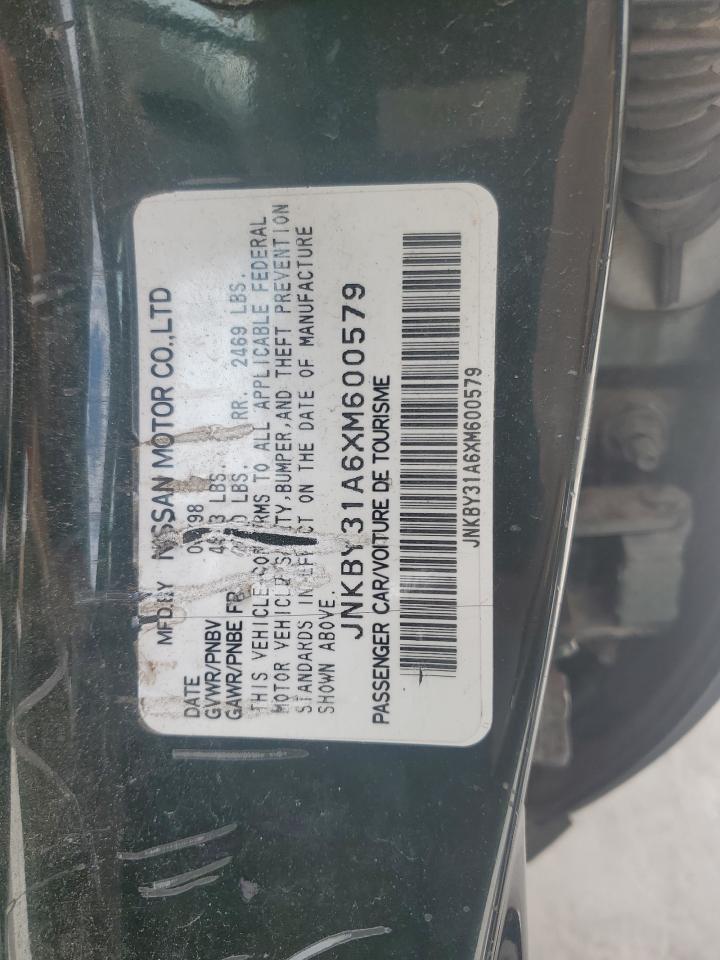 MFD.BY NISSAN MOTOR CO.,LTD
DATE
GVWR/PNBV LBS.
GAWR/PNBE FR. LBS. RR. 2469 LBS.
THIS VEHICLE CONFORMS TO ALL APPLICABLE FEDERAL
MOTOR VEHICLE SAFETY,BUMPER,AND THEFT PREVENTION
STANDARDS IN EFFECT ON THE DATE OF MANUFACTURE
SHOWN ABOVE.
JNKBY31A6XM600579
PASSENGER CAR/VOITURE DE TOURISME
JNKBY31A6XM600579